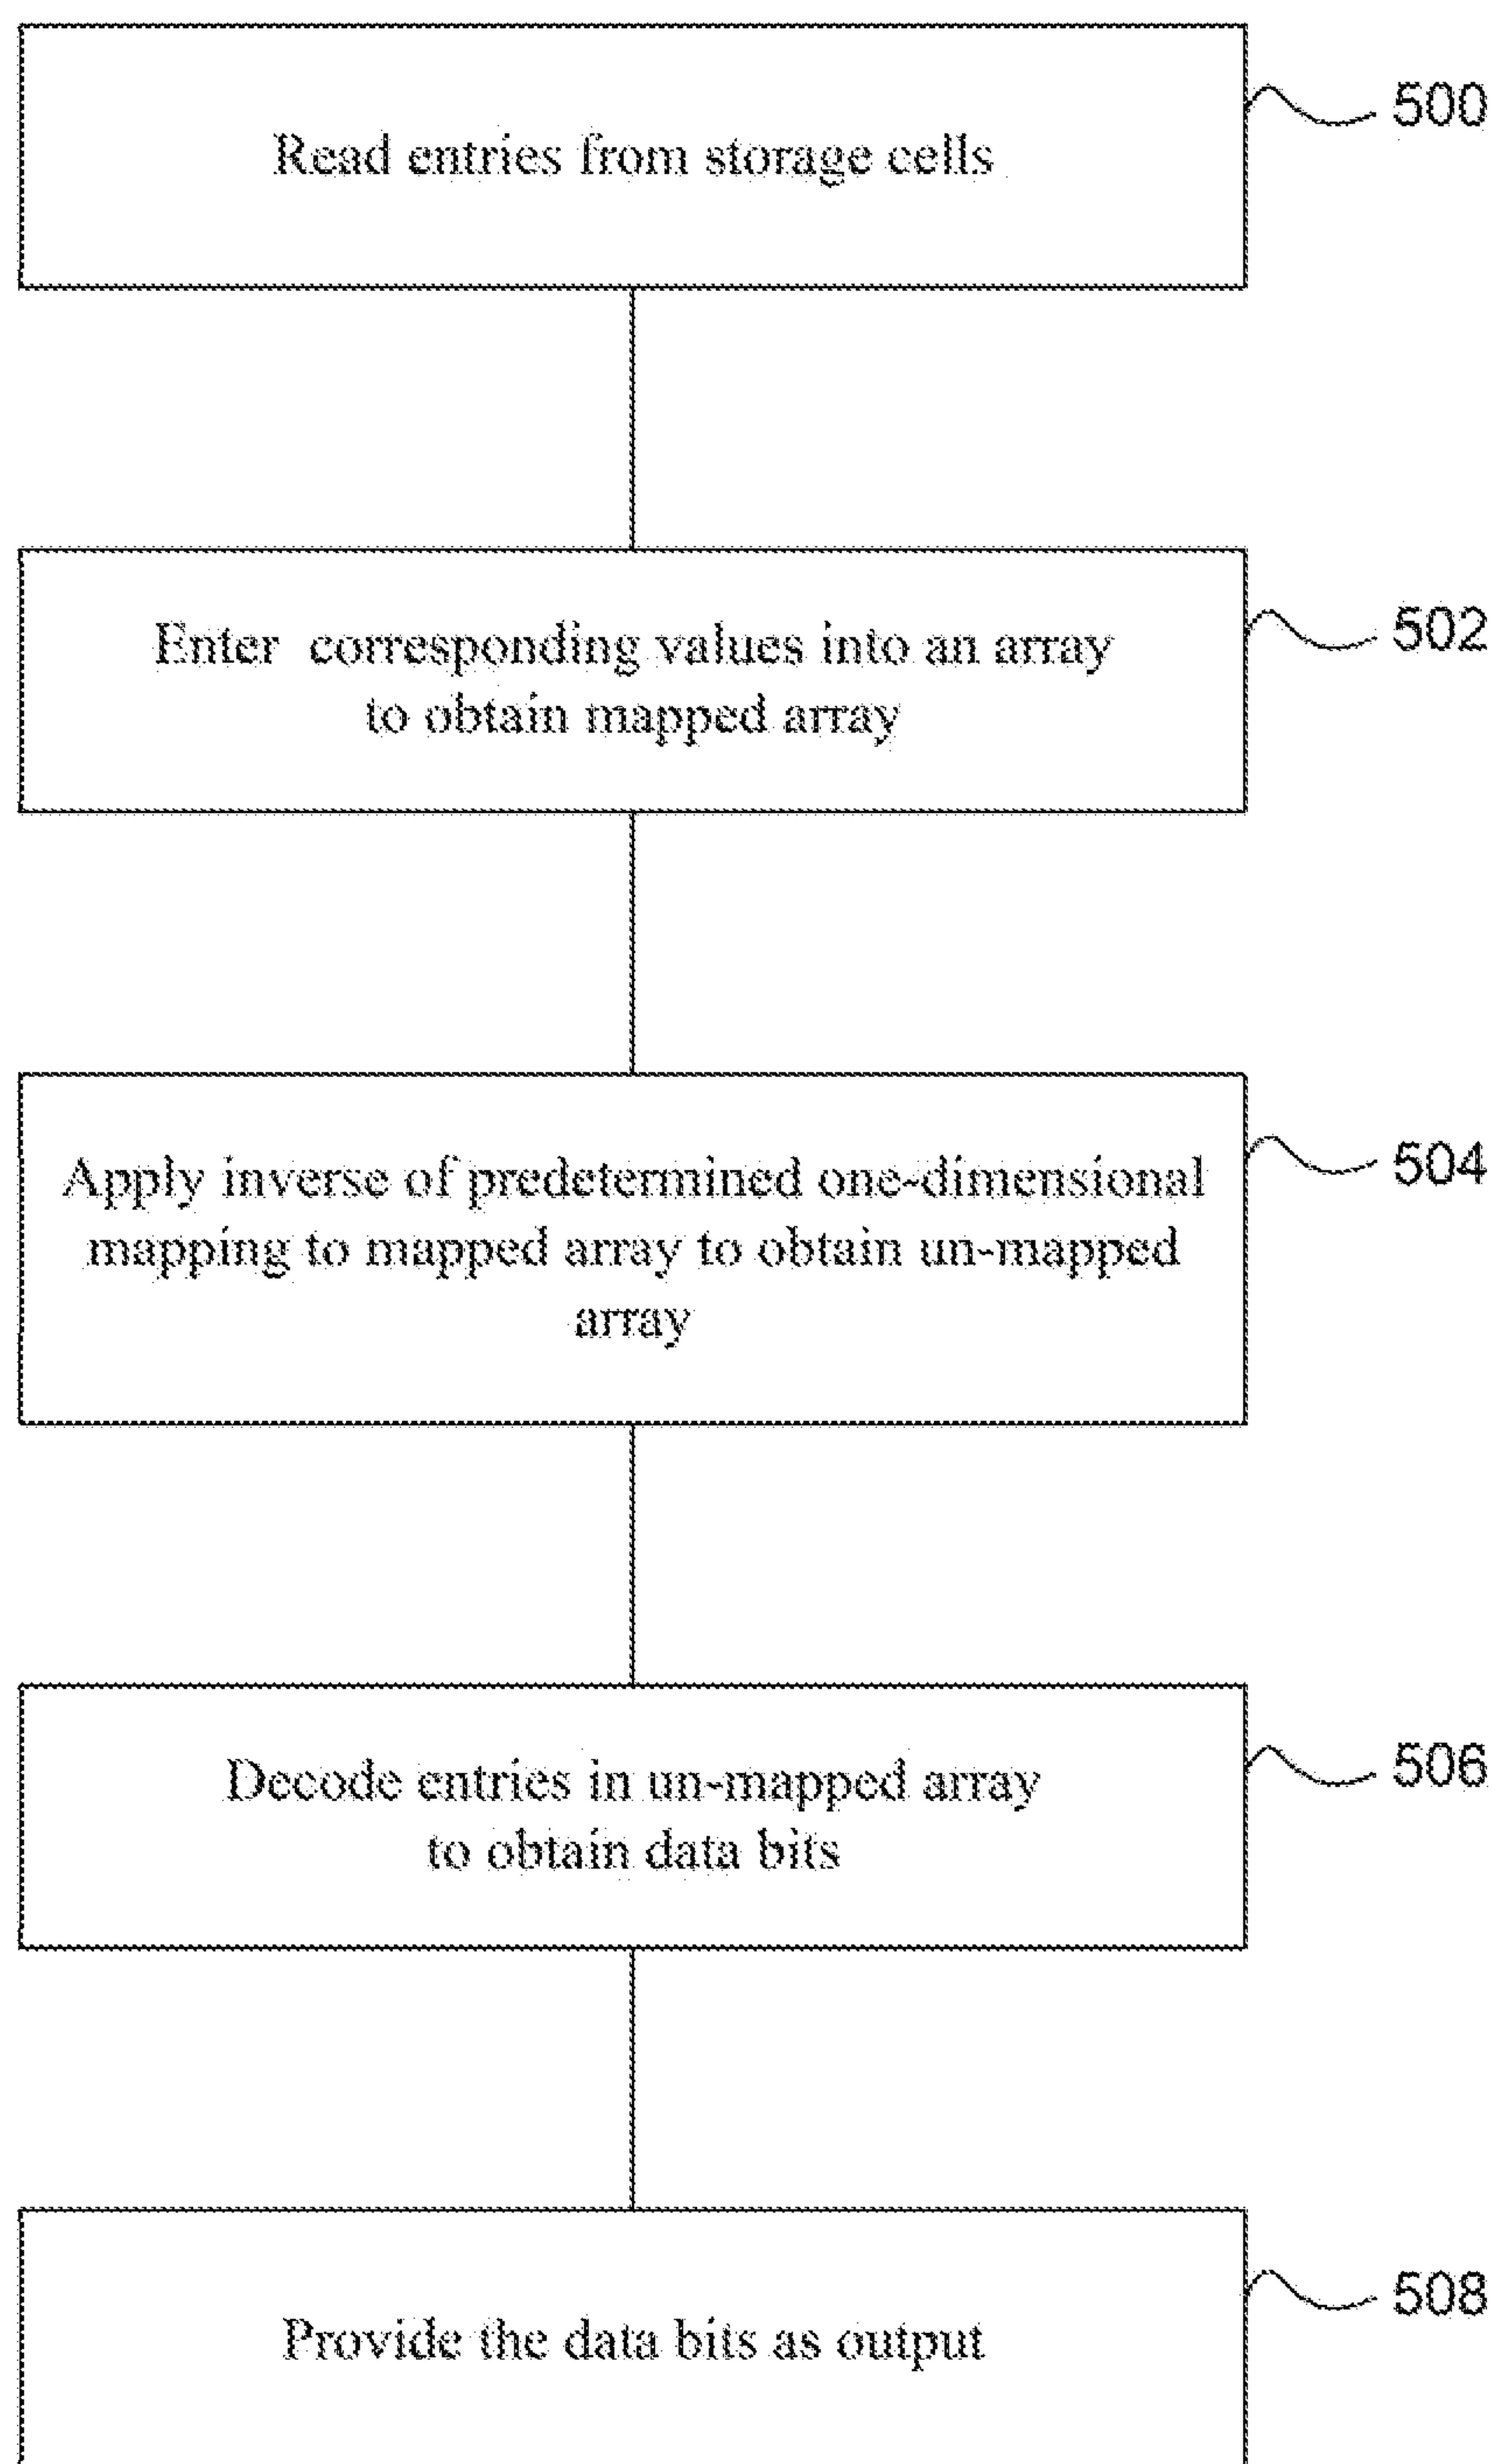 Read entries from storage cells
500
Enter corresponding values into an array
to obtain mapped array
502
Apply inverse of predetermined one-dimensional
mapping to mapped array to obtain un-mapped
array
504
Decode entries in un-mapped array
to obtain data bits
506
Provide the data bits as output
508